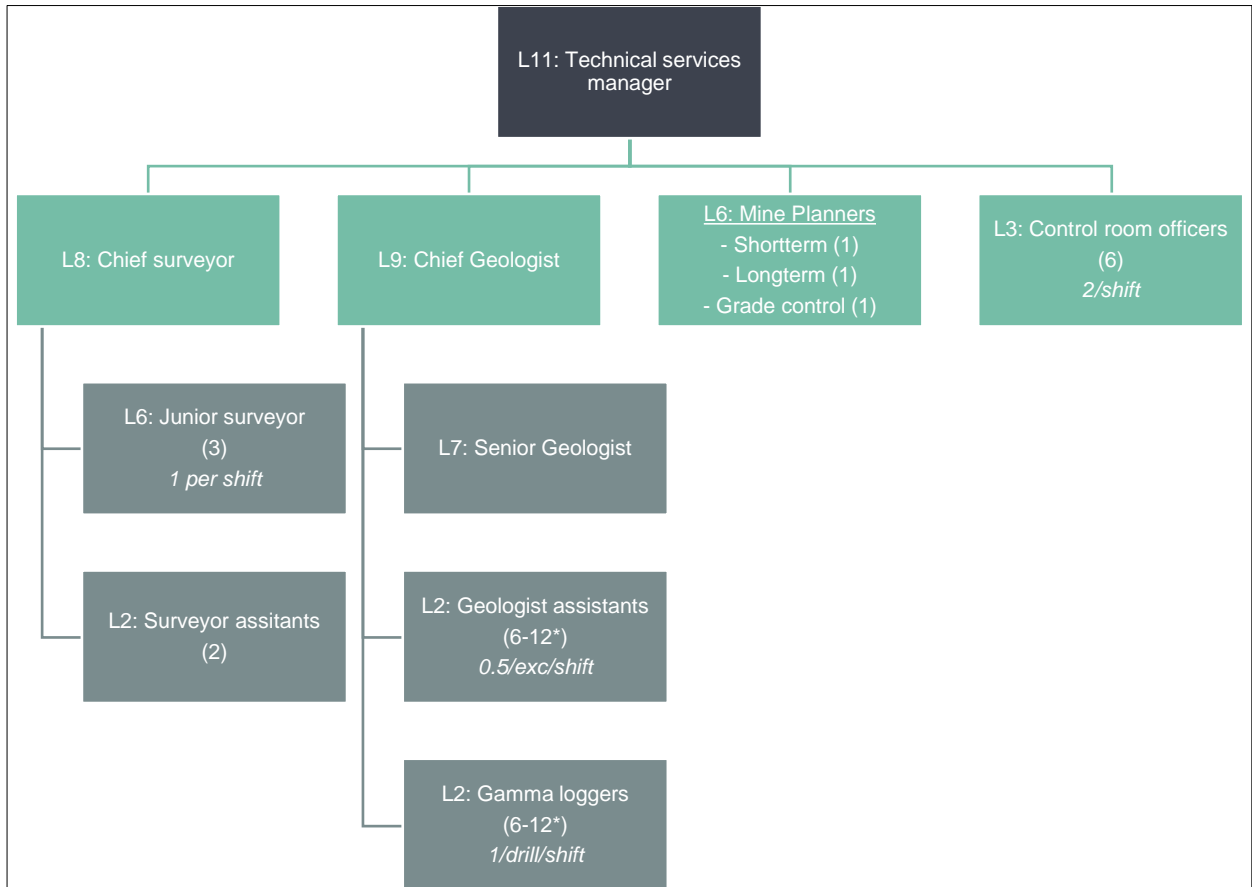 L11: Technical services
manager
L8: Chief surveyor
L9: Chief Geologist
L6: Mine Planners
- Shortterm (1)
- Longterm (1)
- Grade control (1)
L3: Control room officers
(6)
2/shift
L6: Junior surveyor
(3)
1 per shift
L7: Senior Geologist
L2: Surveyor assitants
(2)
L2: Geologist assistants
(6-12*)
0.5/exc/shift
L2: Gamma loggers
(6-12*)
1/drill/shift